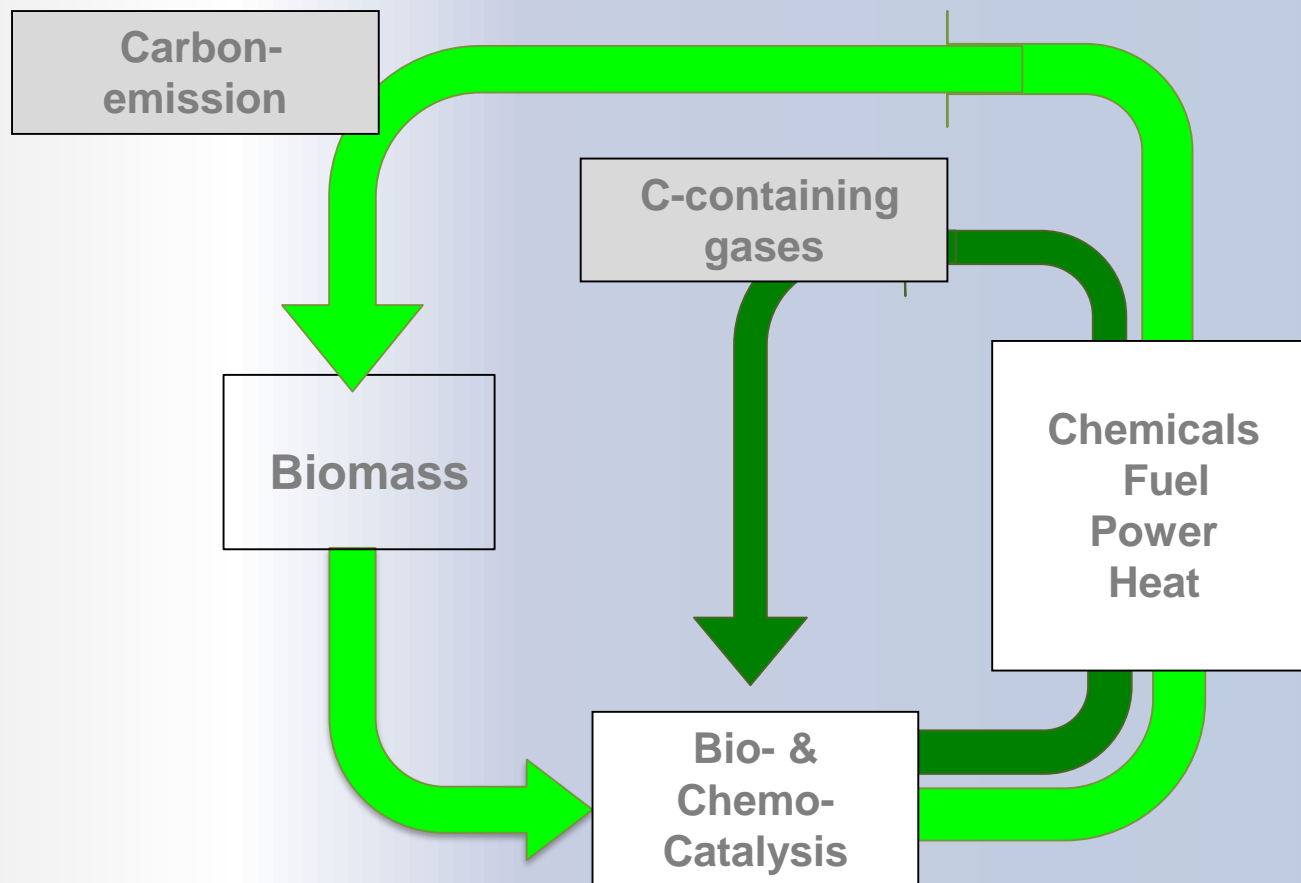 Carbon-
emission
C-containing
gases
Biomass
Chemicals
Fuel
Power
Heat
Bio- &
Chemo-
Catalysis